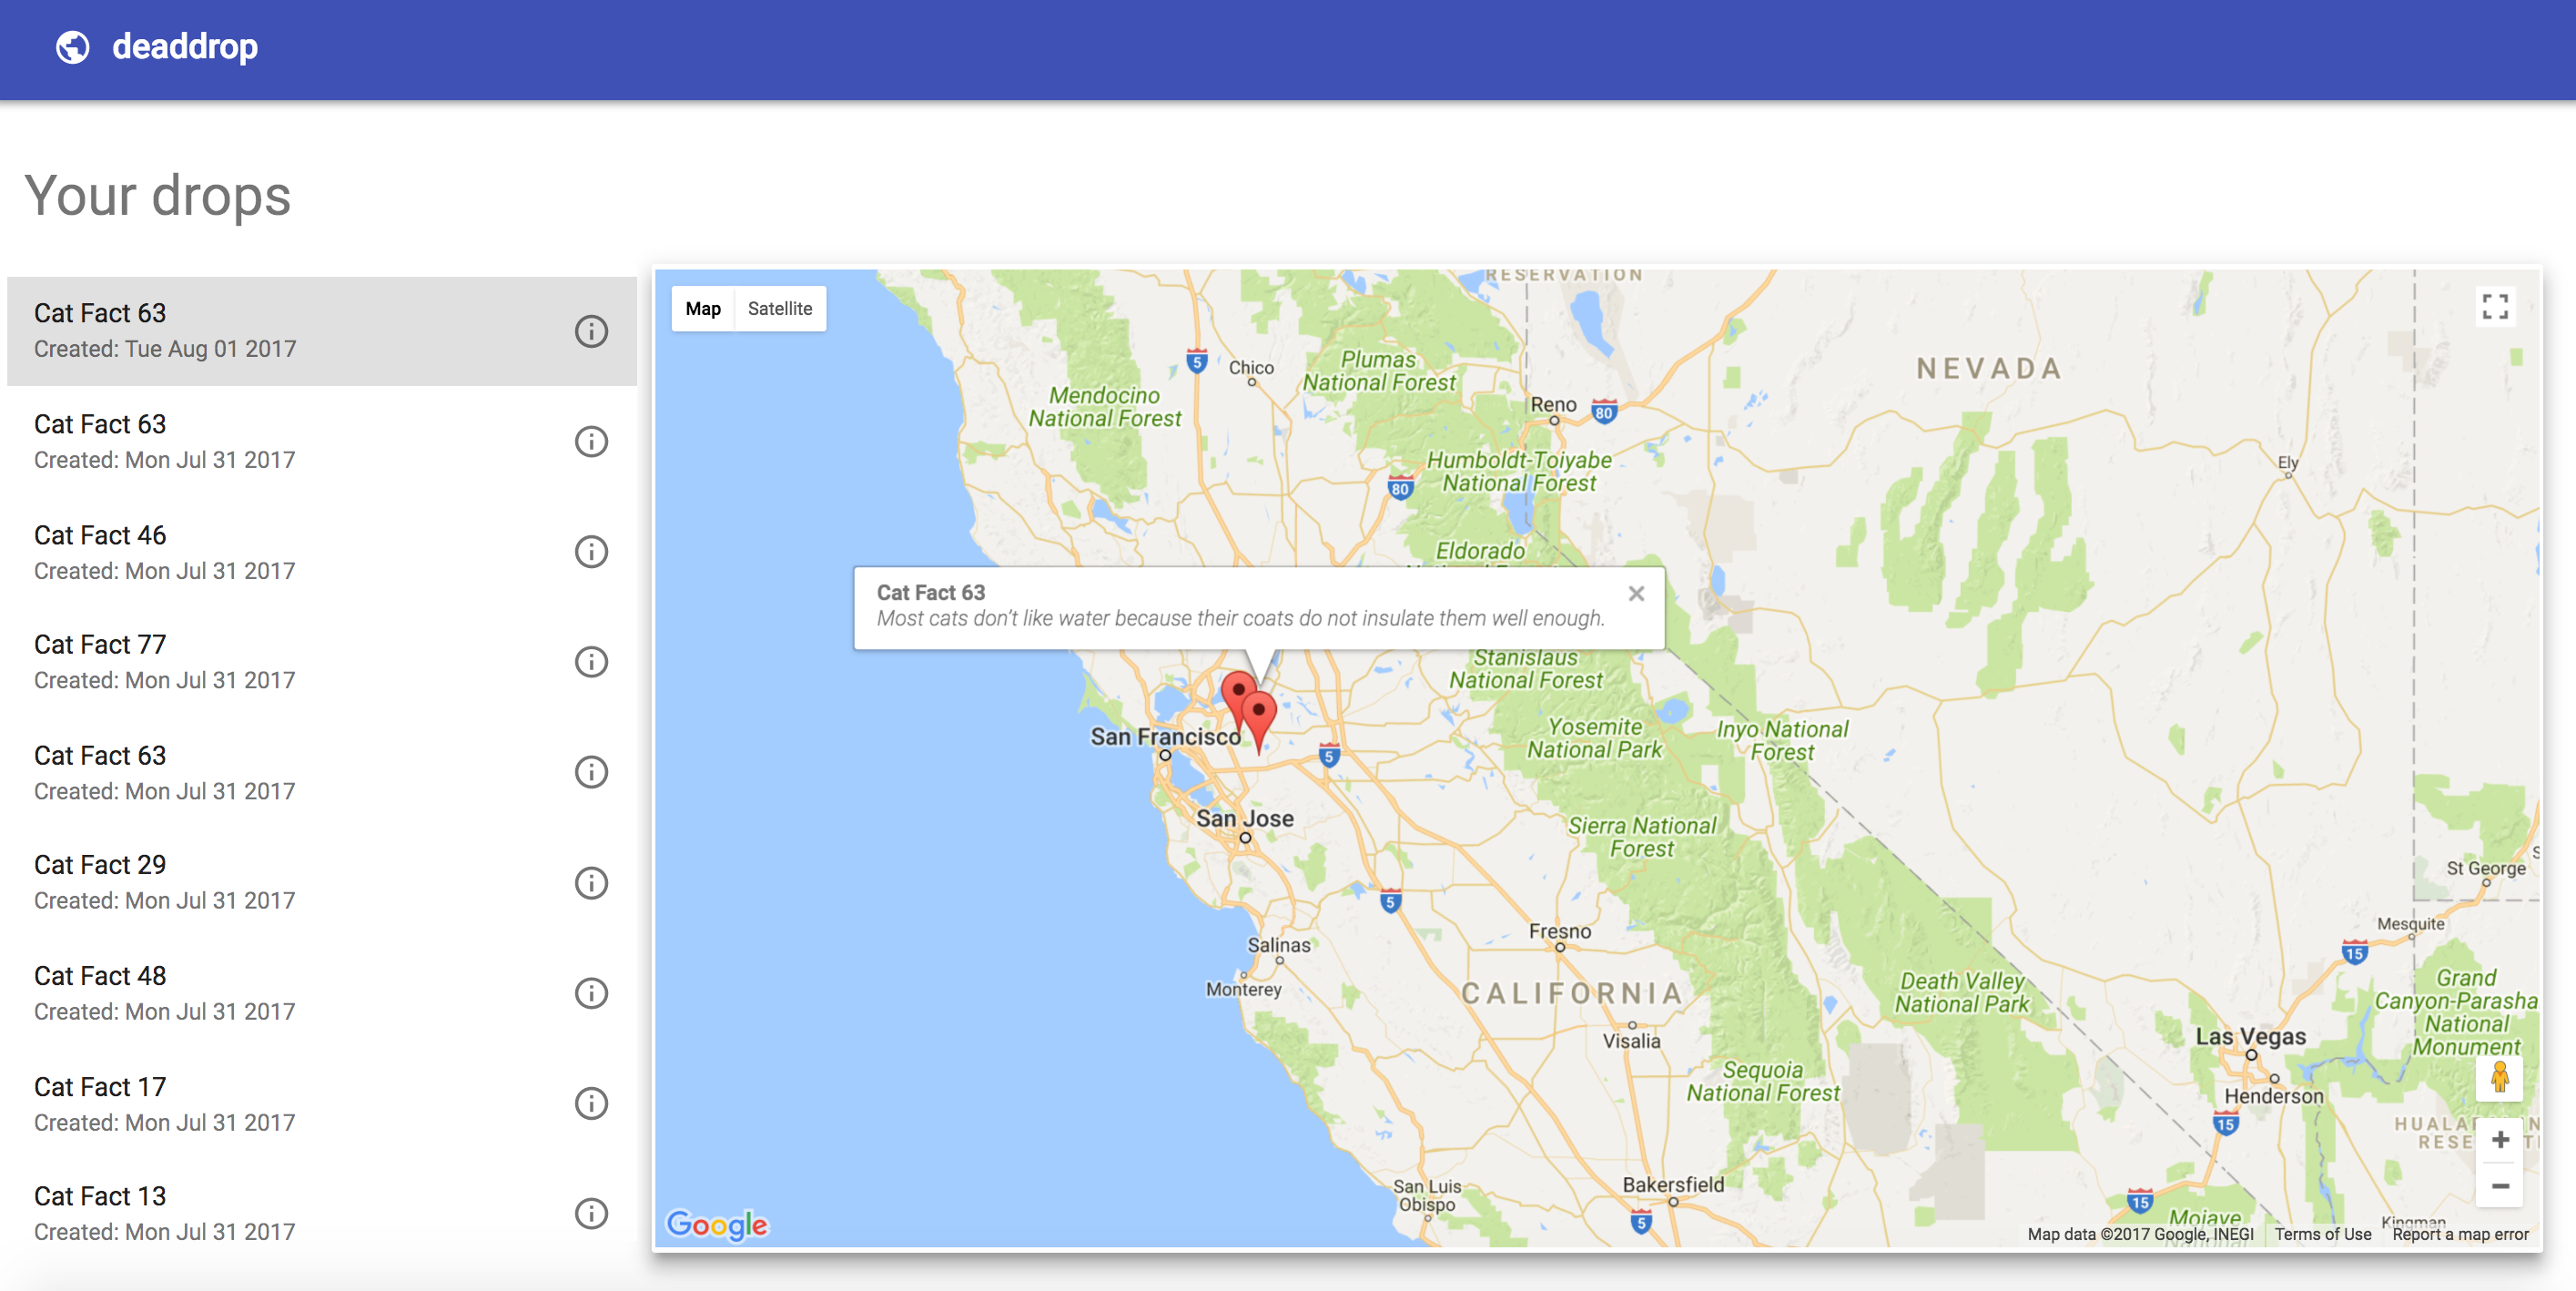 deaddrop
Your drops
Cat Fact 63
Created: Tue Aug 01 2017
Cat Fact 63
Created: Mon Jul 31 2017
Cat Fact 46
Created: Mon Jul 31 2017
Cat Fact 77
Created: Mon Jul 31 2017
Cat Fact 63
Created: Mon Jul 31 2017
Cat Fact 29
Created: Mon Jul 31 2017
Cat Fact 48
Created: Mon Jul 31 2017
Cat Fact 17
Created: Mon Jul 31 2017
Cat Fact 13
Created: Mon Jul 31 2017
Map Satellite
RESERVATION
5
Chico
Plumas
National Forest
NEVADA
Mendocino
National Forest
Reno
80
Humboldt-Toiyabe
National Forest
80
Ely
Eldorado
Cat Fact 63
Most cats don't like water because their coats do not insulate them well enough.
Stanislaus
National Forest
San Francisco
5
Yosemite
National Park
Inyo National
Forest
San Jose
Sierra National
Forest
St George
5
Fresno
Mesquite
15
Salinas
Monterey
CALIFORNIA
Death Valley
National Park
Grand
Canyon-Parasha
National
Monument
Visalia
Las Vegas
Sequoia
National Forest
Henderson
15
HUALA
RESE
San Luis
Obispo
Bakersfield
5
15
Mojave
Kingman
Google
Map data ©2017 Google, INEGI Terms of Use Report a map error